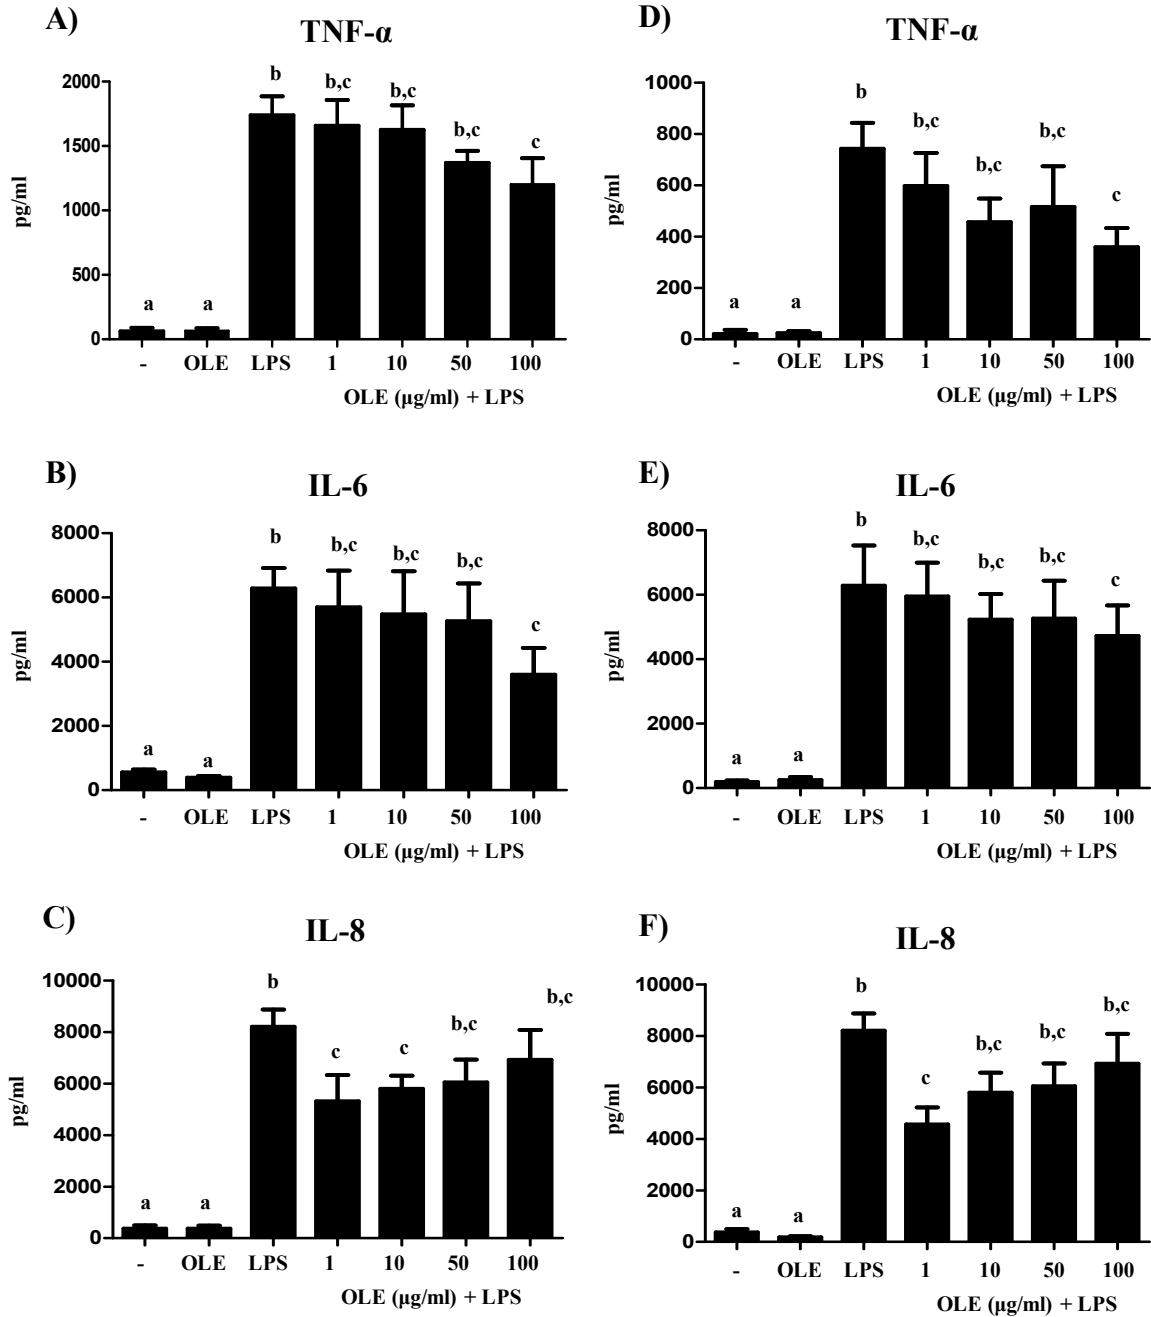 A)
TNF-α
2000
1500
1000
500
0
pg/ml
b
b,c
b,c
b,c
c
a
a
- OLE LPS 1 10 50 100
OLE (µg/ml) + LPS
D)
TNF-α
1000
800
600
400
200
0
pg/ml
b
b,c
b,c
b,c
c
a
a
- OLE LPS 1 10 50 100
OLE (µg/ml) + LPS
B)
IL-6
8000
6000
4000
2000
0
pg/ml
b
b,c
b,c
b,c
c
a
a
- OLE LPS 1 10 50 100
OLE (µg/ml) + LPS
E)
IL-6
8000
6000
4000
2000
0
pg/ml
b
b,c
b,c
b,c
c
a
a
- OLE LPS 1 10 50 100
OLE (µg/ml) + LPS
C)
IL-8
10000
8000
6000
4000
2000
0
pg/ml
b
c
c
b,c
b,c
a
a
- OLE LPS 1 10 50 100
OLE (µg/ml) + LPS
F)
IL-8
10000
8000
6000
4000
2000
0
pg/ml
b
c
b,c
b,c
b,c
a
a
- OLE LPS 1 10 50 100
OLE (µg/ml) + LPS